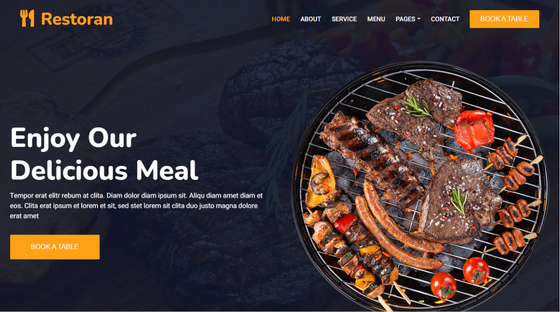 Restoran
HOME ABOUT SERVICE MENU PAGES CONTACT BOOK A TABLE
Enjoy Our
Delicious Meal
Tempor erat elitr rebum at clita. Diam dolor diam ipsum sit. Aliqu diam amet diam et
eos. Clita erat ipsum et lorem et sit, sed stet lorem sit clita duo justo magna dolore
erat amet
BOOK A TABLE